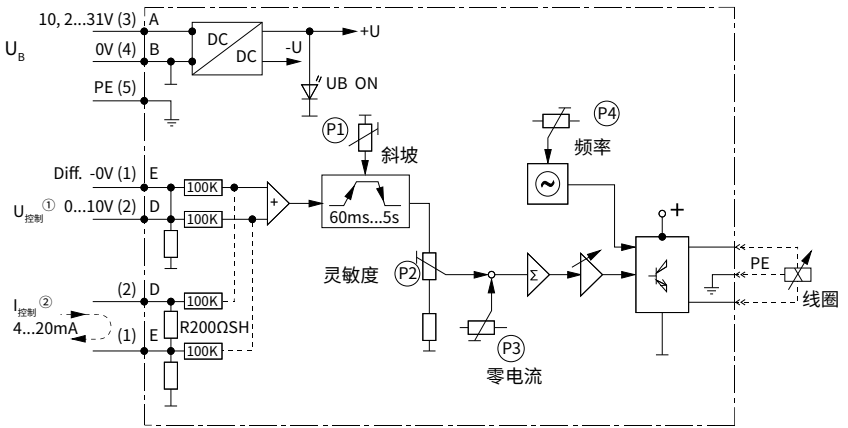 10, 2...31V (3) A
+U
DC
U_B
0V (4) B
-U
DC
UB ON
PE (5)
P1
P4
斜坡
频率
Diff. -0V (1) E
100K
+
~
U控制 ① 0...10V (2) D
100K
60ms...5s
+
灵敏度
P2
Σ
PE
(2) D
100K
线圈
I控制 ②
4...20mA
R200ΩSH
(1) E
100K
P3
零电流